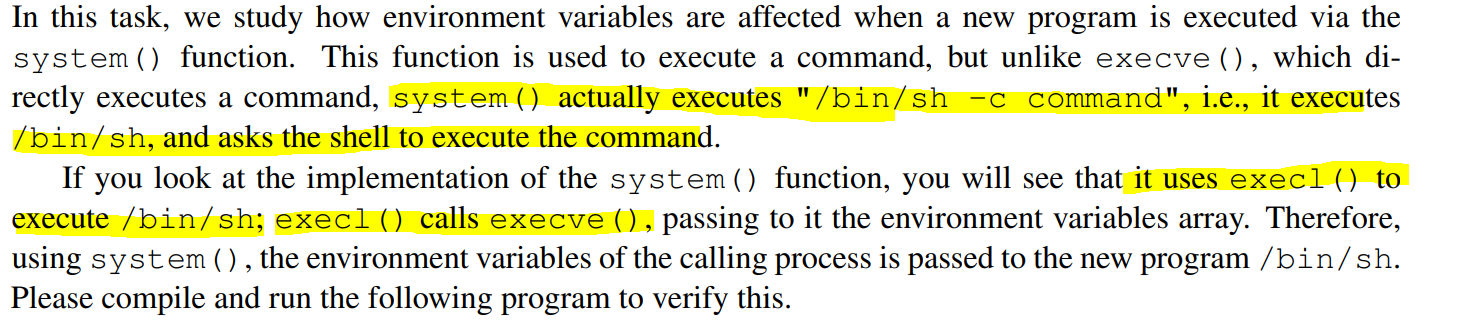 In this task, we study how environment variables are affected when a new program is executed via the
system() function. This function is used to execute a command, but unlike execve(), which di-
rectly executes a command, system() actually executes "/bin/sh -c command", i.e., it executes
/bin/sh, and asks the shell to execute the command.
If you look at the implementation of the system() function, you will see that it uses execl() to
execute /bin/sh; execl() calls execve(), passing to it the environment variables array. Therefore,
using system(), the environment variables of the calling process is passed to the new program /bin/sh.
Please compile and run the following program to verify this.